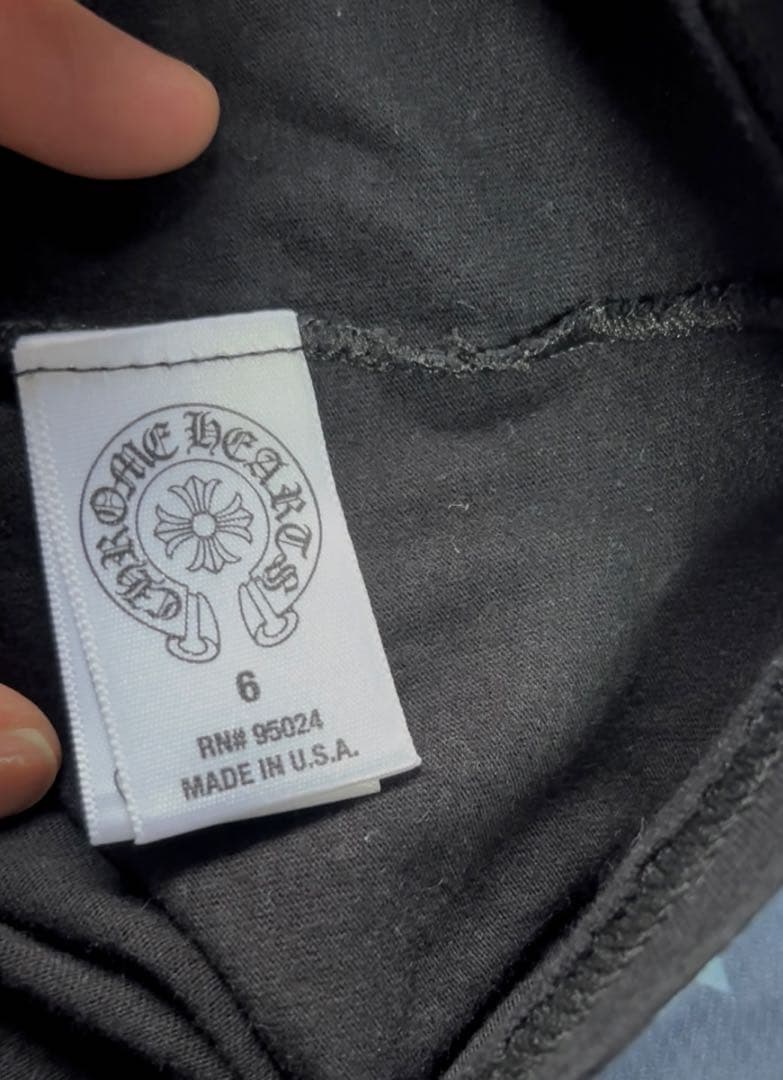 CHROME HEARTS
6
RN# 95024
MADE IN U.S.A.